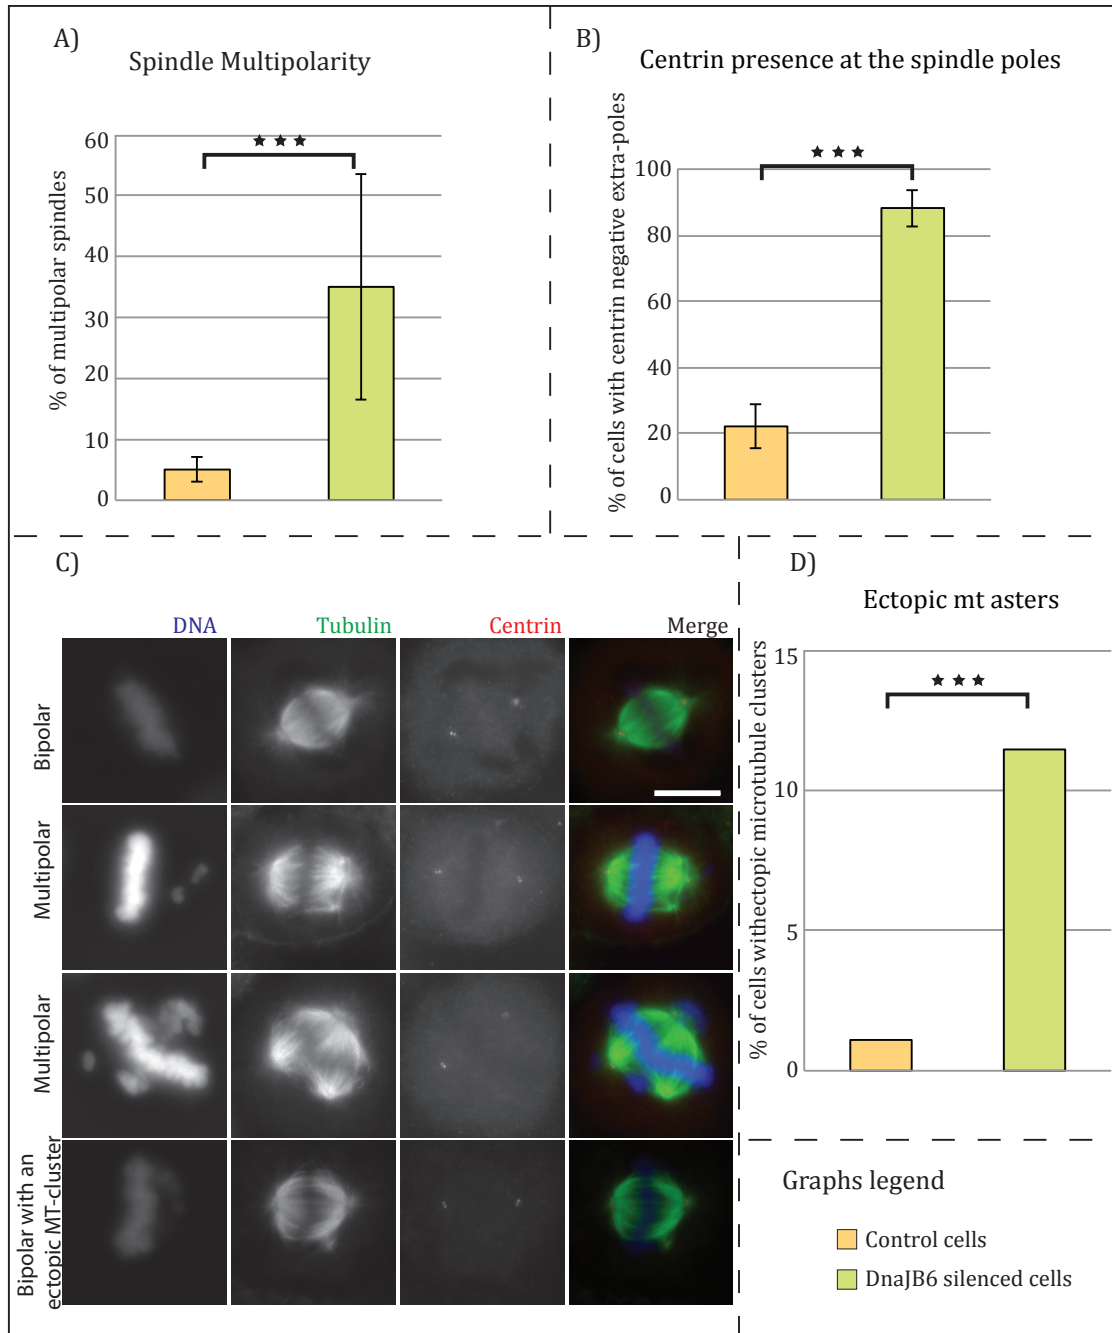 A)
Spindle Multipolarity
% of multipolar spindles
60
50
40
30
20
10
0
★ ★ ★
B)
Centrin presence at the spindle poles
% of cells with centrin negative extra-poles
100
80
60
40
20
0
★ ★ ★
C)
DNA
Tubulin
Centrin
Merge
Bipolar
Multipolar
Multipolar
Bipolar with an
ectopic MT-cluster
D)
Ectopic mt asters
% of cells withectopic microtubule clusters
15
10
5
0
★ ★ ★
Graphs legend
Control cells
DnaJB6 silenced cells